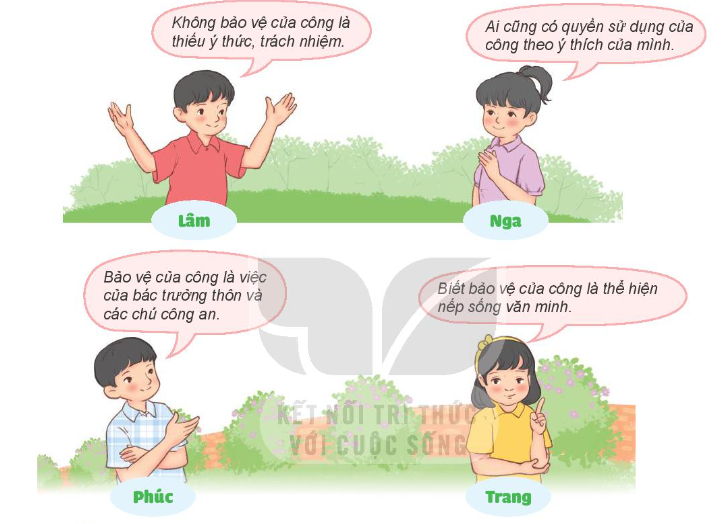 Không bảo vệ của công là
thiếu ý thức, trách nhiệm.
Ai cũng có quyền sử dụng của
công theo ý thích của mình.
Lâm
Nga
Bảo vệ của công là việc
của bác trưởng thôn và
các chú công an.
Biết bảo vệ của công là thể hiện
nếp sống văn minh.
KẾT NỐI TRI THỨC
VỚI CUỘC SỐNG
Phúc
Trang